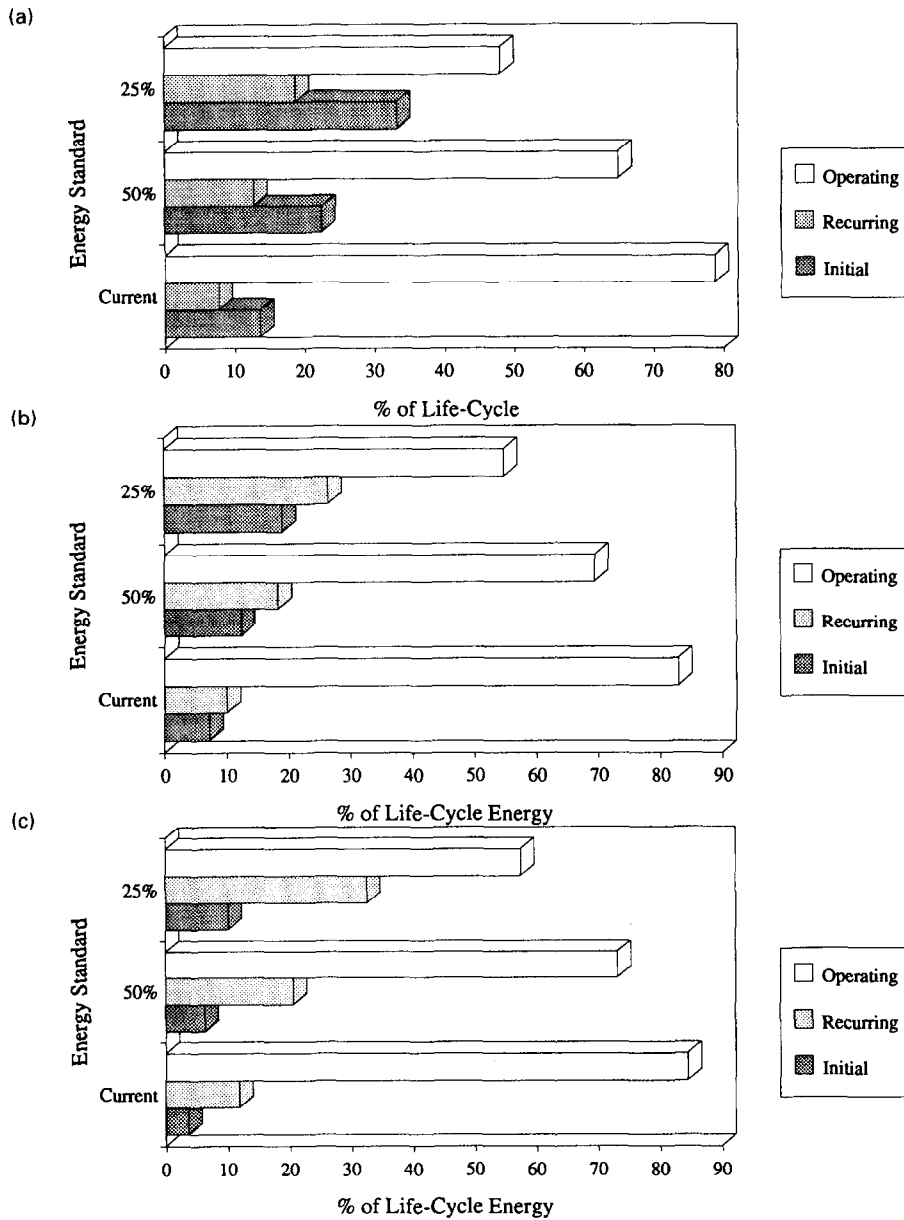 (a)
Energy Standard
25%
50%
Current
0 10 20 30 40 50 60 70 80
% of Life-Cycle
Operating
Recurring
Initial
(b)
Energy Standard
25%
50%
Current
0 10 20 30 40 50 60 70 80 90
% of Life-Cycle Energy
Operating
Recurring
Initial
(c)
Energy Standard
25%
50%
Current
0 10 20 30 40 50 60 70 80 90
% of Life-Cycle Energy
Operating
Recurring
Initial